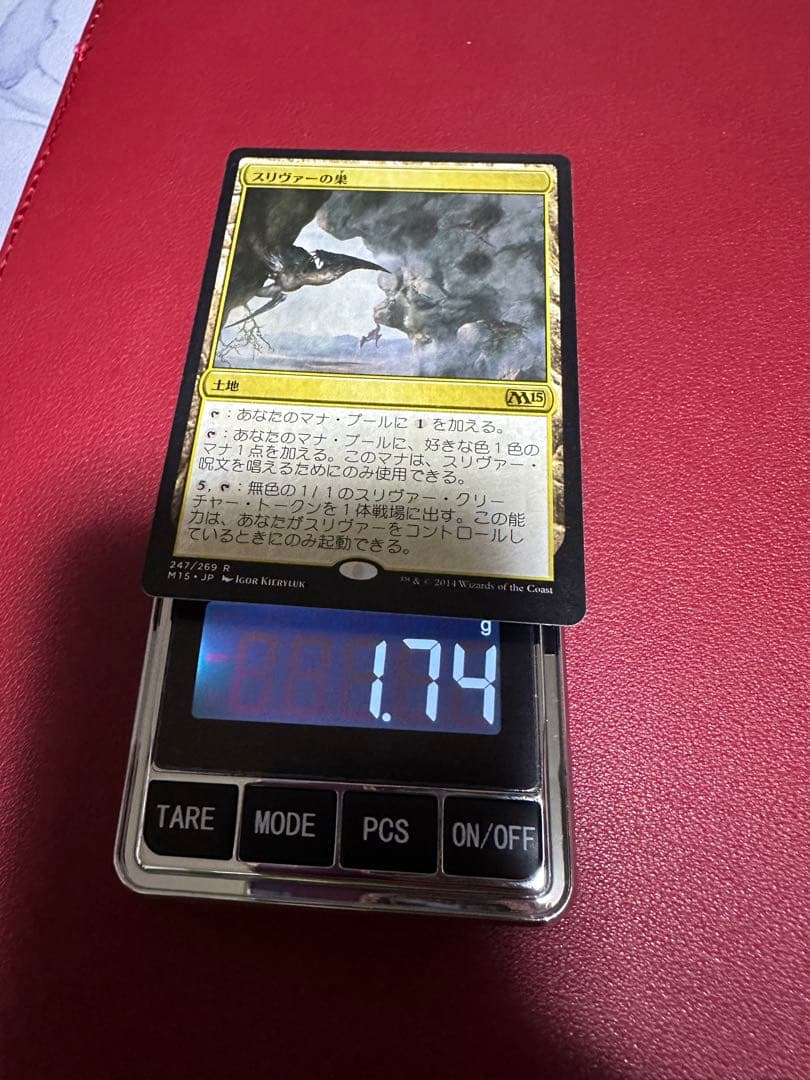 スリヴァーの巣
土地
M15
：あなたのマナ・プールに 1 を加える。
：あなたのマナ・プールに、好きな色１色の
マナ１点を加える。このマナは、スリヴァー・
呪文を唱えるためにのみ使用できる。
5, ：無色の1/1のスリヴァー・クリー
チャー・トークンを１体戦場に出す。この能
力は、あなたがスリヴァーをコントロールし
ているときにのみ起動できる。
247/269 R
M15・JP IGOR KIERYLUK
™ & © 2014 Wizards of the Coast
g
1.74
TARE MODE PCS ON/OFF